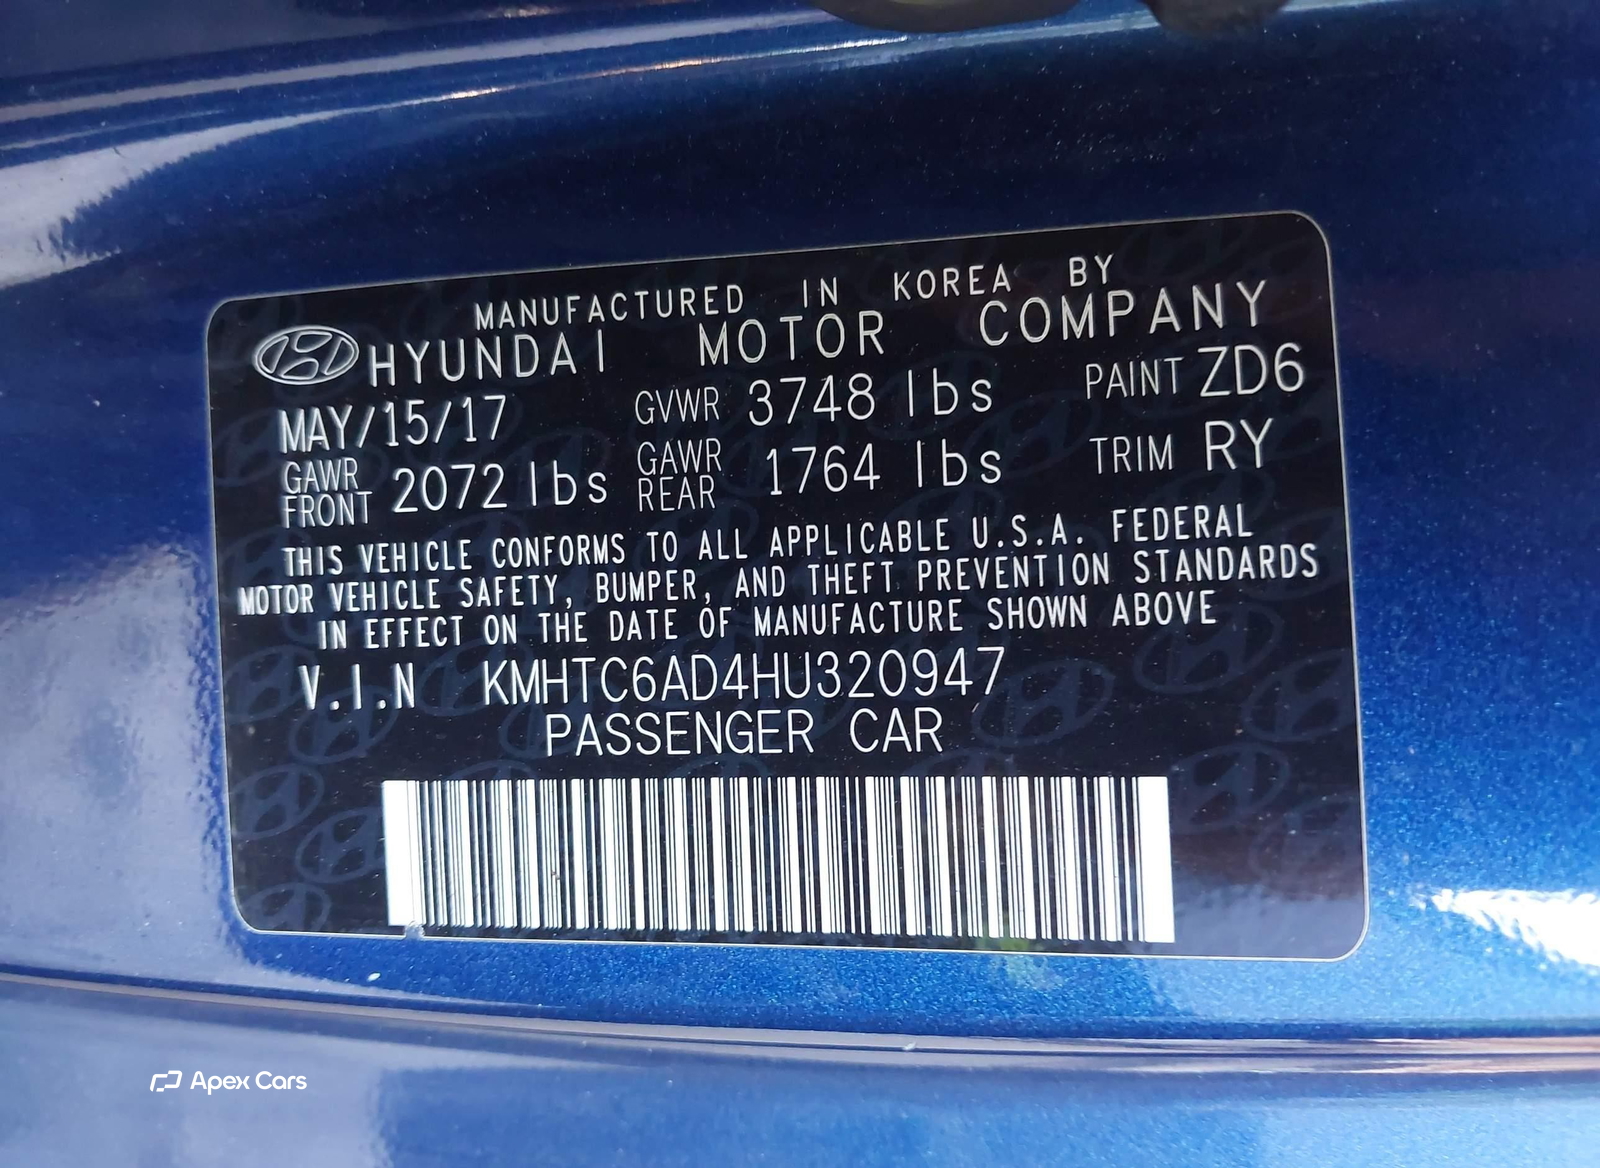 MANUFACTURED IN KOREA BY
HYUNDAI MOTOR COMPANY
MAY/15/17 GVWR 3748 lbs PAINT ZD6
GAWR FRONT 2072 lbs GAWR REAR 1764 lbs TRIM RY
THIS VEHICLE CONFORMS TO ALL APPLICABLE U.S.A. FEDERAL
MOTOR VEHICLE SAFETY, BUMPER, AND THEFT PREVENTION STANDARDS
IN EFFECT ON THE DATE OF MANUFACTURE SHOWN ABOVE
V.I.N KMHTC6AD4HU320947
PASSENGER CAR
Apex Cars